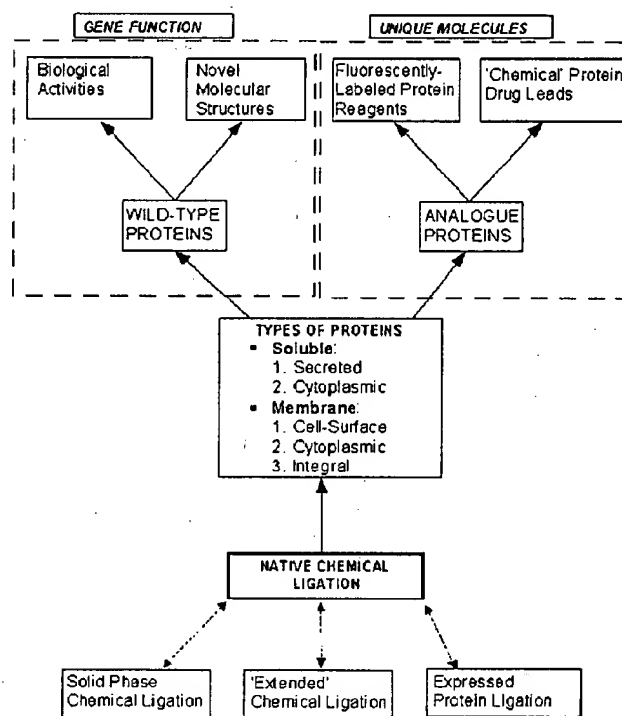 GENE FUNCTION
UNIQUE MOLECULES
Biological
Activities
Novel
Molecular
Structures
Fluorescently-
Labeled Protein
Reagents
'Chemical' Protein
Drug Leads
WILD-TYPE
PROTEINS
ANALOGUE
PROTEINS
TYPES OF PROTEINS
▪ Soluble:
1. Secreted
2. Cytoplasmic
▪ Membrane:
1. Cell-Surface
2. Cytoplasmic
3. Integral
NATIVE CHEMICAL
LIGATION
Solid Phase
Chemical Ligation
'Extended'
Chemical Ligation
Expressed
Protein Ligation